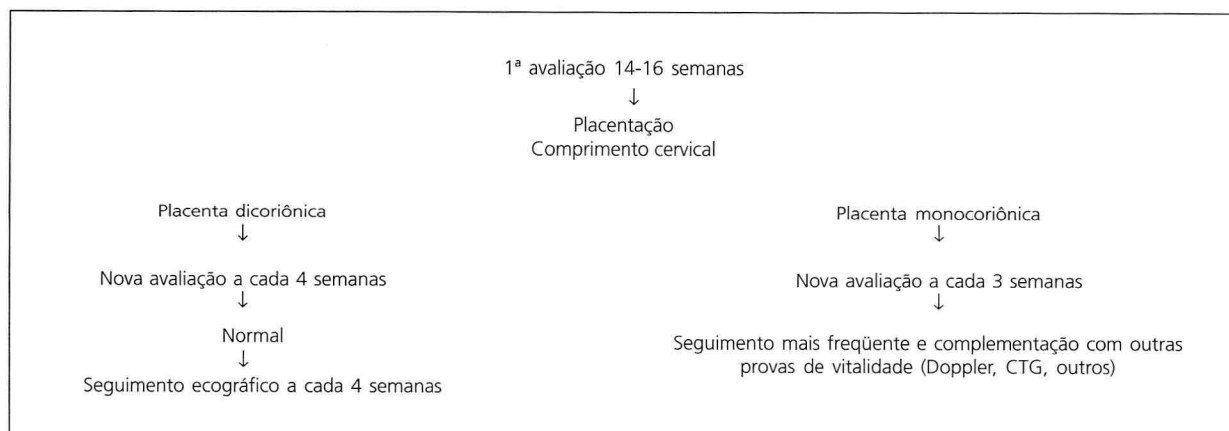 1ª avaliação 14-16 semanas
↓
Placentação
Comprimento cervical
Placenta dicoriônica
↓
Nova avaliação a cada 4 semanas
↓
Normal
↓
Seguimento ecográfico a cada 4 semanas
Placenta monocoriônica
↓
Nova avaliação a cada 3 semanas
↓
Seguimento mais freqüente e complementação com outras
provas de vitalidade (Doppler, CTG, outros)